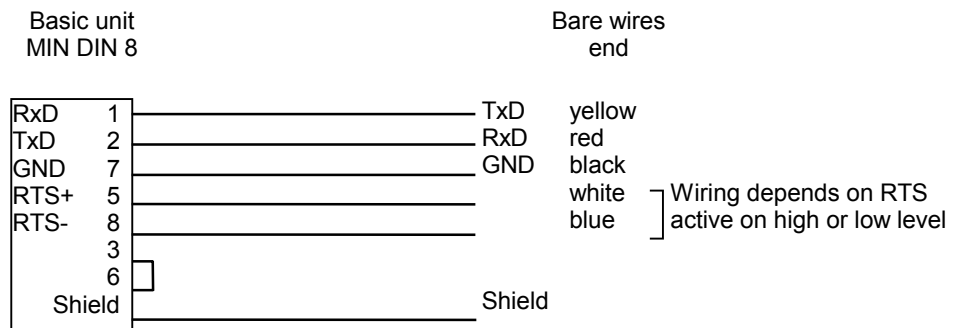 Basic unit Bare wires
MIN DIN 8 end
RxD 1 TxD yellow
TxD 2 RxD red
GND 7 GND black
RTS+ 5 white Wiring depends on RTS
RTS- 8 blue active on high or low level
3
6
Shield Shield